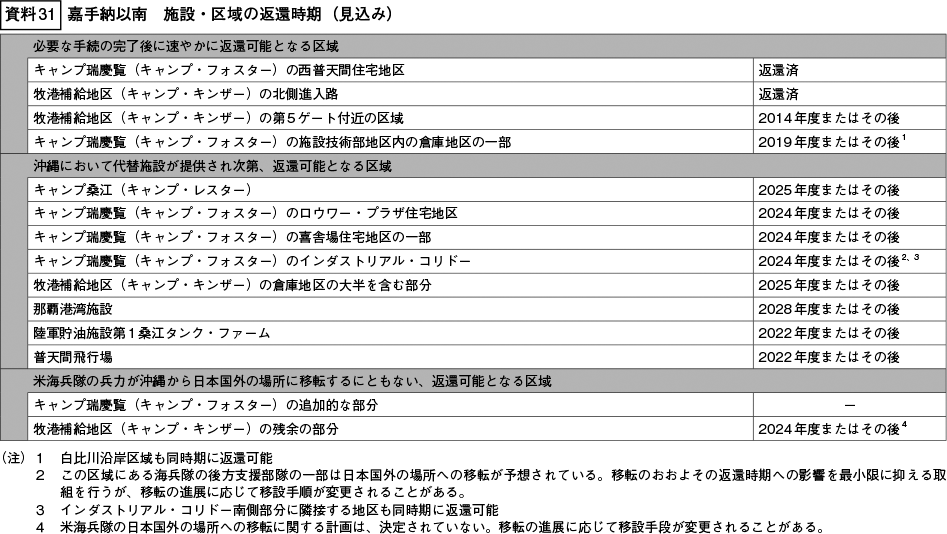 資料31 嘉手納以南 施設・区域の返還時期(見込み)
必要な手続の完了後に速やかに返還可能となる区域
キャンプ瑞慶覧(キャンプ・フォスター)の西普天間住宅地区 返還済
牧港補給地区(キャンプ・キンザー)の北側進入路 返還済
牧港補給地区(キャンプ・キンザー)の第5ゲート付近の区域 2014年度またはその後
キャンプ瑞慶覧(キャンプ・フォスター)の施設技術部地区内の倉庫地区の一部 2019年度またはその後1
沖縄において代替施設が提供され次第、返還可能となる区域
キャンプ桑江(キャンプ・レスター) 2025年度またはその後
キャンプ瑞慶覧(キャンプ・フォスター)のロウワー・プラザ住宅地区 2024年度またはその後
キャンプ瑞慶覧(キャンプ・フォスター)の喜舎場住宅地区の一部 2024年度またはその後
キャンプ瑞慶覧(キャンプ・フォスター)のインダストリアル・コリドー 2024年度またはその後2, 3
牧港補給地区(キャンプ・キンザー)の倉庫地区の大半を含む部分 2025年度またはその後
那覇港湾施設 2028年度またはその後
陸軍貯油施設第1桑江タンク・ファーム 2022年度またはその後
普天間飛行場 2022年度またはその後
米海兵隊の兵力が沖縄から日本国外の場所に移転するにともない、返還可能となる区域
キャンプ瑞慶覧(キャンプ・フォスター)の追加的な部分 ―
牧港補給地区(キャンプ・キンザー)の残余の部分 2024年度またはその後4
(注) 1 白比川沿岸区域も同時期に返還可能
2 この区域にある海兵隊の後方支援部隊の一部は日本国外の場所への移転が予想されている。移転のおおよその返還時期への影響を最小限に抑える取
組を行うが、移転の進展に応じて移設手順が変更されることがある。
3 インダストリアル・コリドー南側部分に隣接する地区も同時期に返還可能
4 米海兵隊の日本国外の場所への移転に関する計画は、決定されていない。移転の進展に応じて移設手段が変更されることがある。